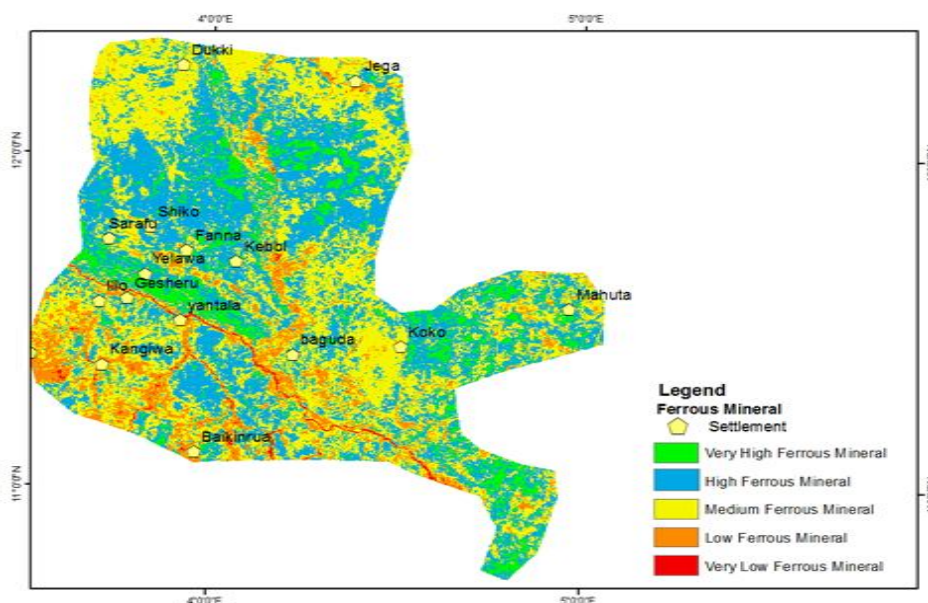 4°0'0"E 5°0'0"E
Dukki
Jega
12°0'0"N
Shiko
Sarafu
Fanna
Kebbl
Yelawa
Gesheru
Mahuta
yantala
baguda
Koko
Kangiwa
Baikinrua
11°0'0"N
Legend
Ferrous Mineral
Settlement
Very High Ferrous Mineral
High Ferrous Mineral
Medium Ferrous Mineral
Low Ferrous Mineral
Very Low Ferrous Mineral
4°0'0"E 5°0'0"E